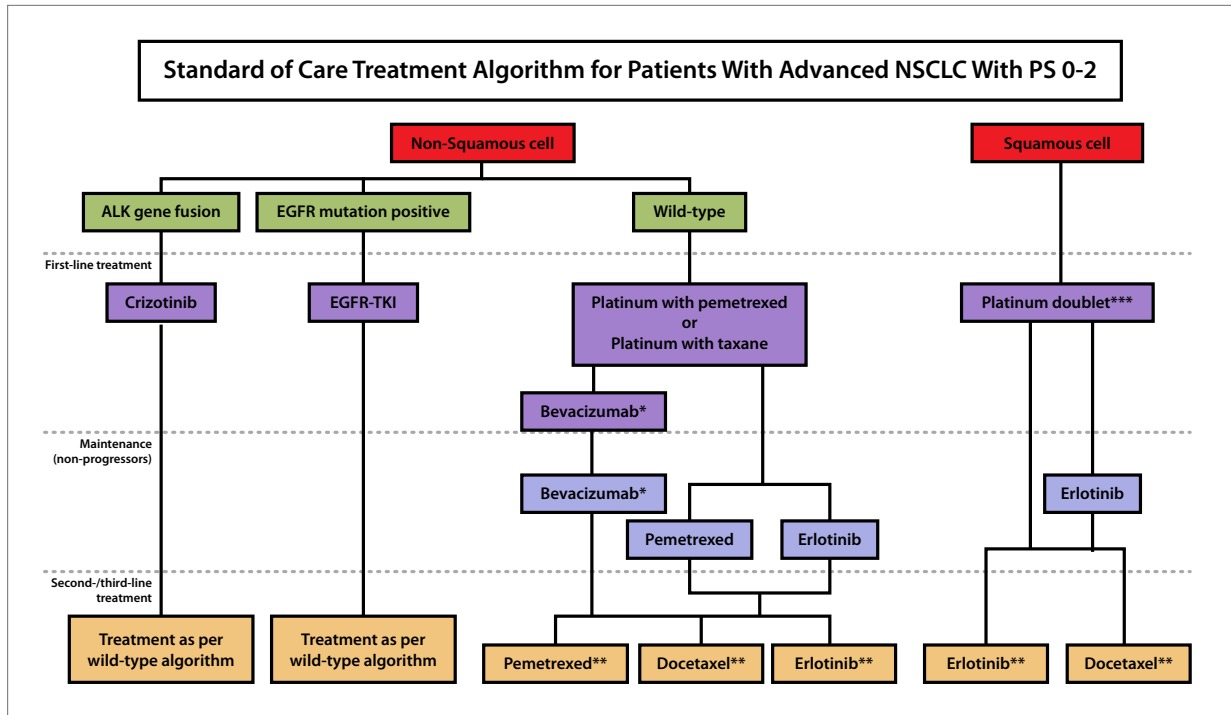 Standard of Care Treatment Algorithm for Patients With Advanced NSCLC With PS 0-2
Non-Squamous cell
Squamous cell
ALK gene fusion
EGFR mutation positive
Wild-type
First-line treatment
Crizotinib
EGFR-TKI
Platinum with pemetrexed
or
Platinum with taxane
Platinum doublet***
Bevacizumab*
Maintenance
(non-progressors)
Bevacizumab*
Erlotinib
Pemetrexed
Erlotinib
Second-/third-line
treatment
Treatment as per
wild-type algorithm
Treatment as per
wild-type algorithm
Pemetrexed**
Docetaxel**
Erlotinib**
Erlotinib**
Docetaxel**